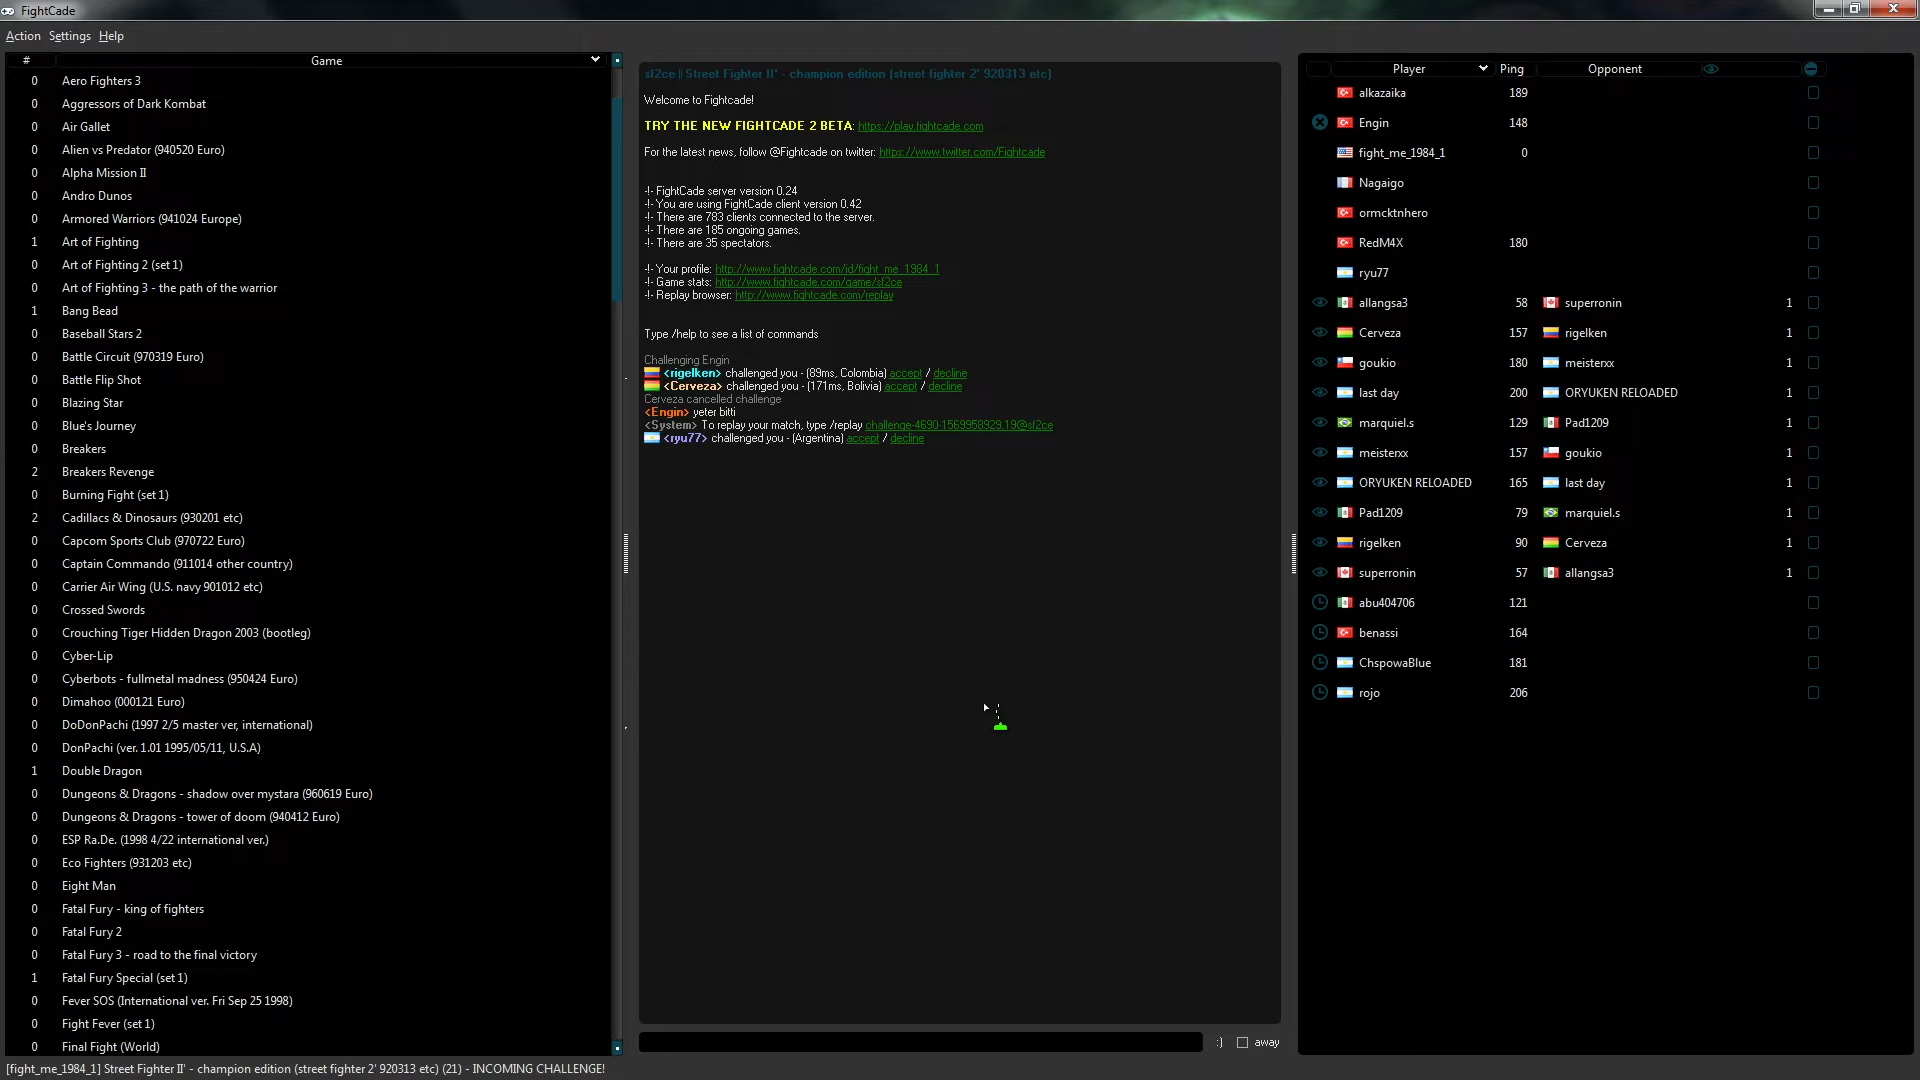 FightCade
Action Settings Help
# Game
0 Aero Fighters 3
0 Aggressors of Dark Kombat
0 Air Gallet
0 Alien vs Predator (940520 Euro)
0 Alpha Mission II
0 Andro Dunos
0 Armored Warriors (941024 Europe)
1 Art of Fighting
0 Art of Fighting 2 (set 1)
0 Art of Fighting 3 - the path of the warrior
1 Bang Bead
0 Baseball Stars 2
0 Battle Circuit (970319 Euro)
0 Battle Flip Shot
0 Blazing Star
0 Blue's Journey
0 Breakers
2 Breakers Revenge
0 Burning Fight (set 1)
2 Cadillacs & Dinosaurs (930201 etc)
0 Capcom Sports Club (970722 Euro)
0 Captain Commando (911014 other country)
0 Carrier Air Wing (U.S. navy 901012 etc)
0 Crossed Swords
0 Crouching Tiger Hidden Dragon 2003 (bootleg)
0 Cyber-Lip
0 Cyberbots - fullmetal madness (950424 Euro)
0 Dimahoo (000121 Euro)
0 DoDonPachi (1997 2/5 master ver, international)
0 DonPachi (ver. 1.01 1995/05/11, U.S.A)
1 Double Dragon
0 Dungeons & Dragons - shadow over mystara (960619 Euro)
0 Dungeons & Dragons - tower of doom (940412 Euro)
0 ESP Ra.De. (1998 4/22 international ver.)
0 Eco Fighters (931203 etc)
0 Eight Man
0 Fatal Fury - king of fighters
0 Fatal Fury 2
0 Fatal Fury 3 - road to the final victory
1 Fatal Fury Special (set 1)
0 Fever SOS (International ver. Fri Sep 25 1998)
0 Fight Fever (set 1)
0 Final Fight (World)
sf2ce || Street Fighter II' - champion edition (street fighter 2' 920313 etc)
Welcome to Fightcade!
TRY THE NEW FIGHTCADE 2 BETA: https://play.fightcade.com
For the latest news, follow @Fightcade on twitter: https://www.twitter.com/Fightcade
-!- FightCade server version 0.24
-!- You are using FightCade client version 0.42
-!- There are 783 clients connected to the server.
-!- There are 185 ongoing games.
-!- There are 35 spectators.
-!- Your profile: http://www.fightcade.com/id/fight_me_1984_1
-!- Game stats: http://www.fightcade.com/game/sf2ce
-!- Replay browser: http://www.fightcade.com/replay
Type /help to see a list of commands
Challenging Engin
<rigelken> challenged you - (89ms, Colombia) accept / decline
<Cerveza> challenged you - (171ms, Bolivia) accept / decline
Cerveza cancelled challenge
<Engin> yeter bitti
<System> To replay your match, type /replay challenge-4690-1569958929.19@sf2ce
<ryu77> challenged you - (Argentina) accept / decline
:) away
Player Ping Opponent
alkazaika 189
Engin 148
fight_me_1984_1 0
Nagaigo
ormcktnhero
RedM4X 180
ryu77
allangsa3 58 superronin 1
Cerveza 157 rigelken 1
goukio 180 meisterxx 1
last day 200 ORYUKEN RELOADED 1
marquiel.s 129 Pad1209 1
meisterxx 157 goukio 1
ORYUKEN RELOADED 165 last day 1
Pad1209 79 marquiel.s 1
rigelken 90 Cerveza 1
superronin 57 allangsa3 1
abu404706 121
benassi 164
ChspowaBlue 181
rojo 206
[fight_me_1984_1] Street Fighter II' - champion edition (street fighter 2' 920313 etc) (21) - INCOMING CHALLENGE!